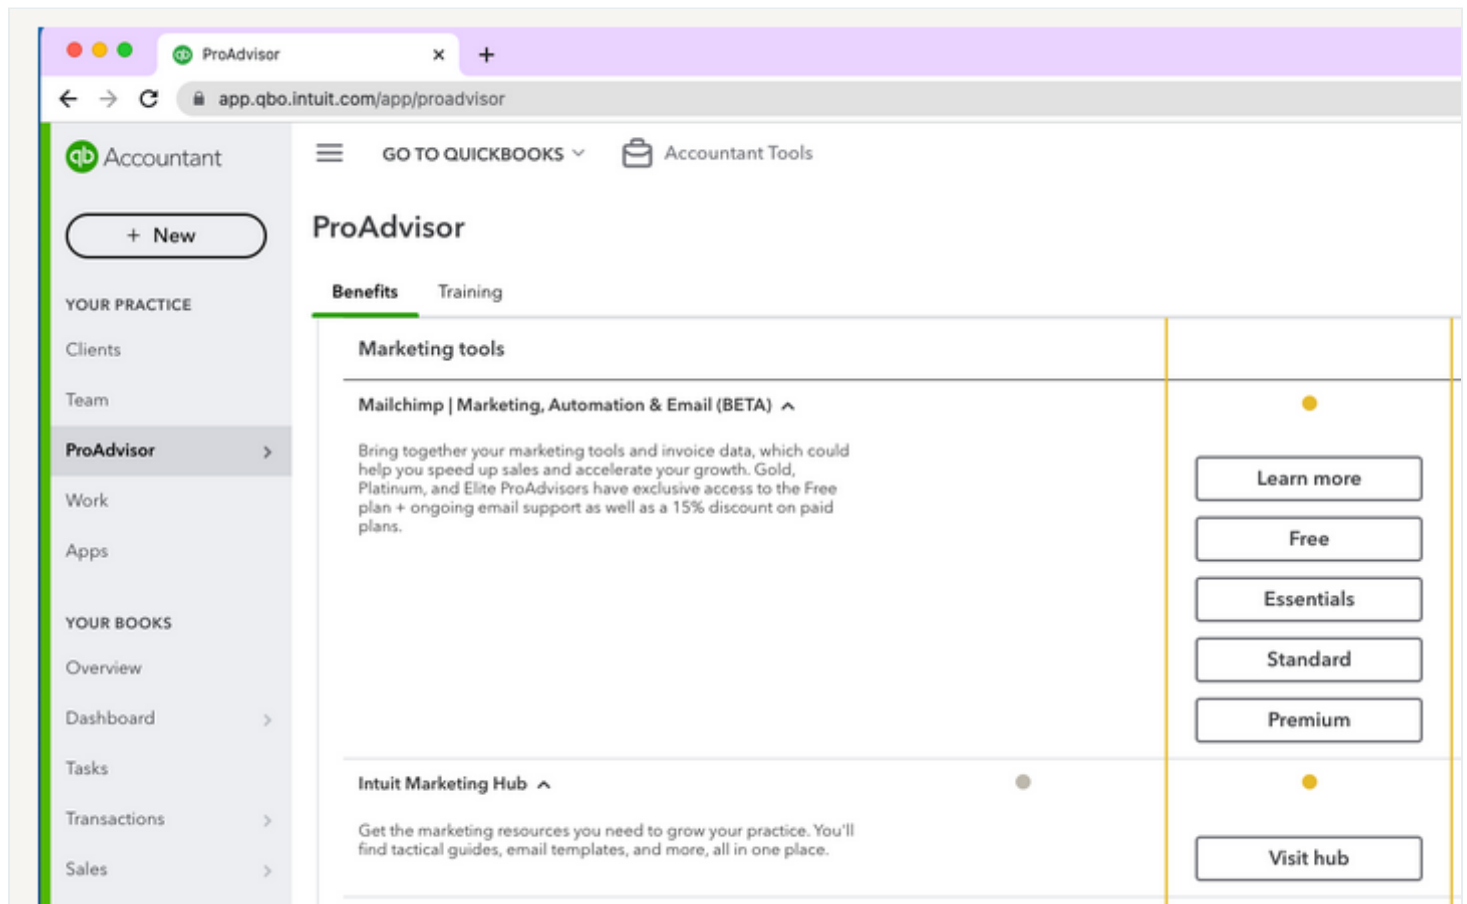 ProAdvisor
app.qbo.intuit.com/app/proadvisor
qb Accountant
GO TO QUICKBOOKS
Accountant Tools
+ New
ProAdvisor
Benefits
Training
YOUR PRACTICE
Clients
Team
ProAdvisor
Work
Apps
YOUR BOOKS
Overview
Dashboard
Tasks
Transactions
Sales
Marketing tools
Mailchimp | Marketing, Automation & Email (BETA)
Bring together your marketing tools and invoice data, which could
help you speed up sales and accelerate your growth. Gold,
Platinum, and Elite ProAdvisors have exclusive access to the Free
plan + ongoing email support as well as a 15% discount on paid
plans.
Learn more
Free
Essentials
Standard
Premium
Intuit Marketing Hub
Get the marketing resources you need to grow your practice. You'll
find tactical guides, email templates, and more, all in one place.
Visit hub